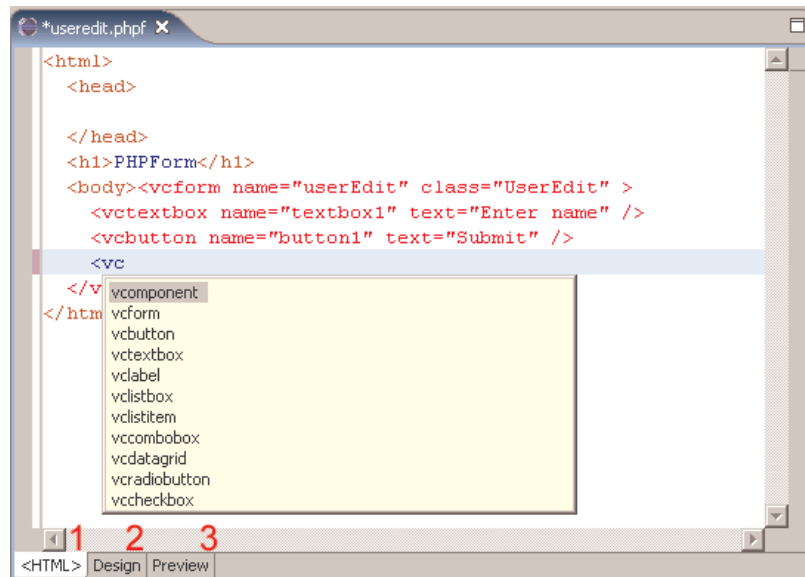 *useredit.phpf
<html>
<head>
</head>
<h1>PHPForm</h1>
<body><vcform name="userEdit" class="UserEdit" >
<vctextbox name="textbox1" text="Enter name" />
<vcbutton name="button1" text="Submit" />
<vc
</v
</htm
vcomponent
vcform
vcbutton
vctextbox
vclabel
vclistbox
vclistitem
vccombobox
vcdatagrid
vcradiobutton
vccheckbox
1 2 3
<HTML> Design Preview